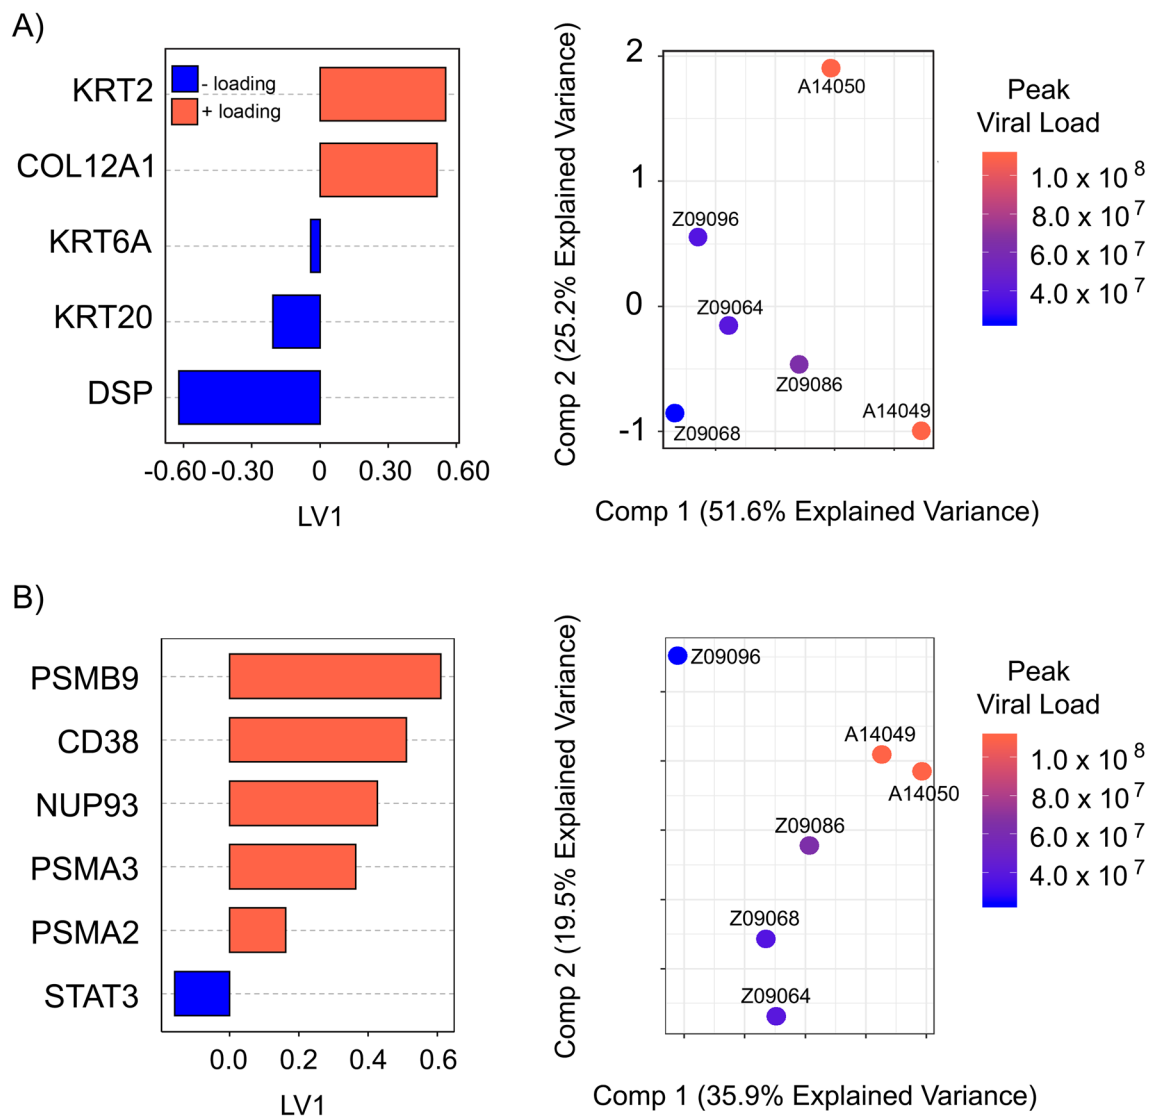 A)
KRT2
COL12A1
KRT6A
KRT20
DSP
- loading
+ loading
-0.60 -0.30 0 0.30 0.60
LV1
Comp 2 (25.2% Explained Variance)
2
1
0
-1
A14050
Z09096
Z09064
Z09086
A14049
Z09068
Comp 1 (51.6% Explained Variance)
Peak
Viral Load
1.0 x 10 8
8.0 x 10 7
6.0 x 10 7
4.0 x 10 7
B)
PSMB9
CD38
NUP93
PSMA3
PSMA2
STAT3
0.0 0.2 0.4 0.6
LV1
Comp 2 (19.5% Explained Variance)
Z09096
A14049
A14050
Z09086
Z09068
Z09064
Comp 1 (35.9% Explained Variance)
Peak
Viral Load
1.0 x 10 8
8.0 x 10 7
6.0 x 10 7
4.0 x 10 7